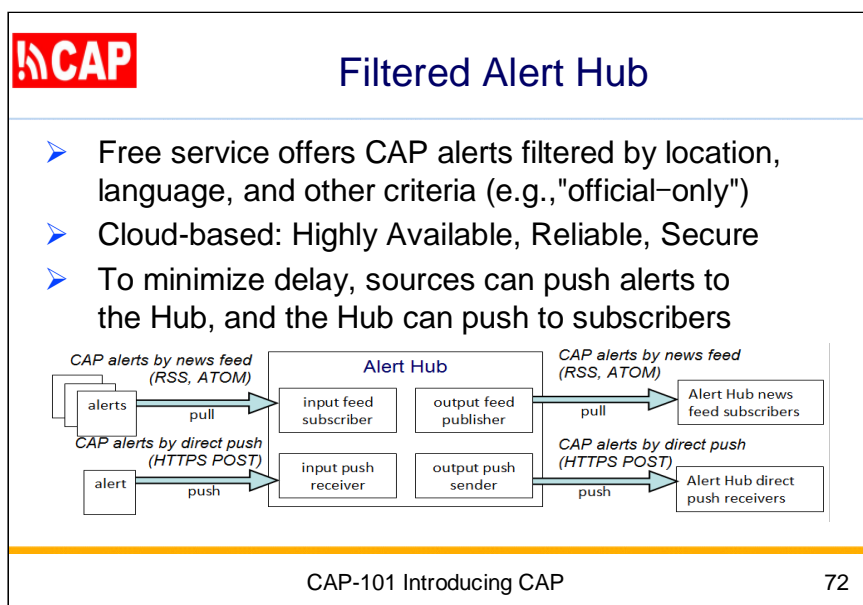 CAP
Filtered Alert Hub
Free service offers CAP alerts filtered by location,
language, and other criteria (e.g.,"official–only")
Cloud-based: Highly Available, Reliable, Secure
To minimize delay, sources can push alerts to
the Hub, and the Hub can push to subscribers
CAP alerts by news feed
(RSS, ATOM)
alerts
pull
CAP alerts by direct push
(HTTPS POST)
alert
push
Alert Hub
input feed
subscriber
output feed
publisher
input push
receiver
output push
sender
CAP alerts by news feed
(RSS, ATOM)
pull
Alert Hub news
feed subscribers
CAP alerts by direct push
(HTTPS POST)
push
Alert Hub direct
push receivers
CAP-101 Introducing CAP
72